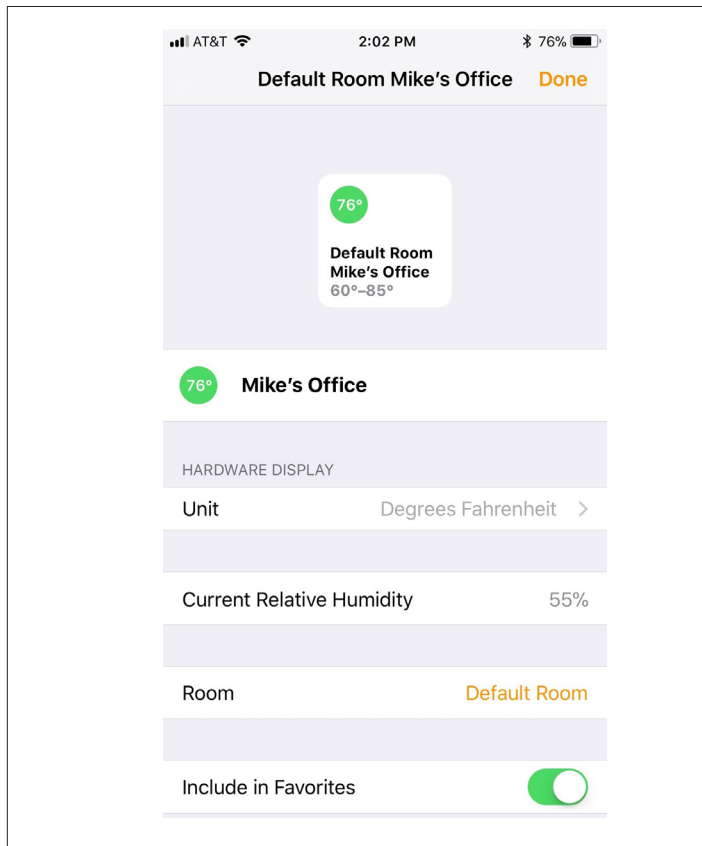 AT&T 2:02 PM 76%
Default Room Mike's Office Done
76°
Default Room
Mike's Office
60°–85°
76° Mike's Office
HARDWARE DISPLAY
Unit Degrees Fahrenheit >
Current Relative Humidity 55%
Room Default Room
Include in Favorites